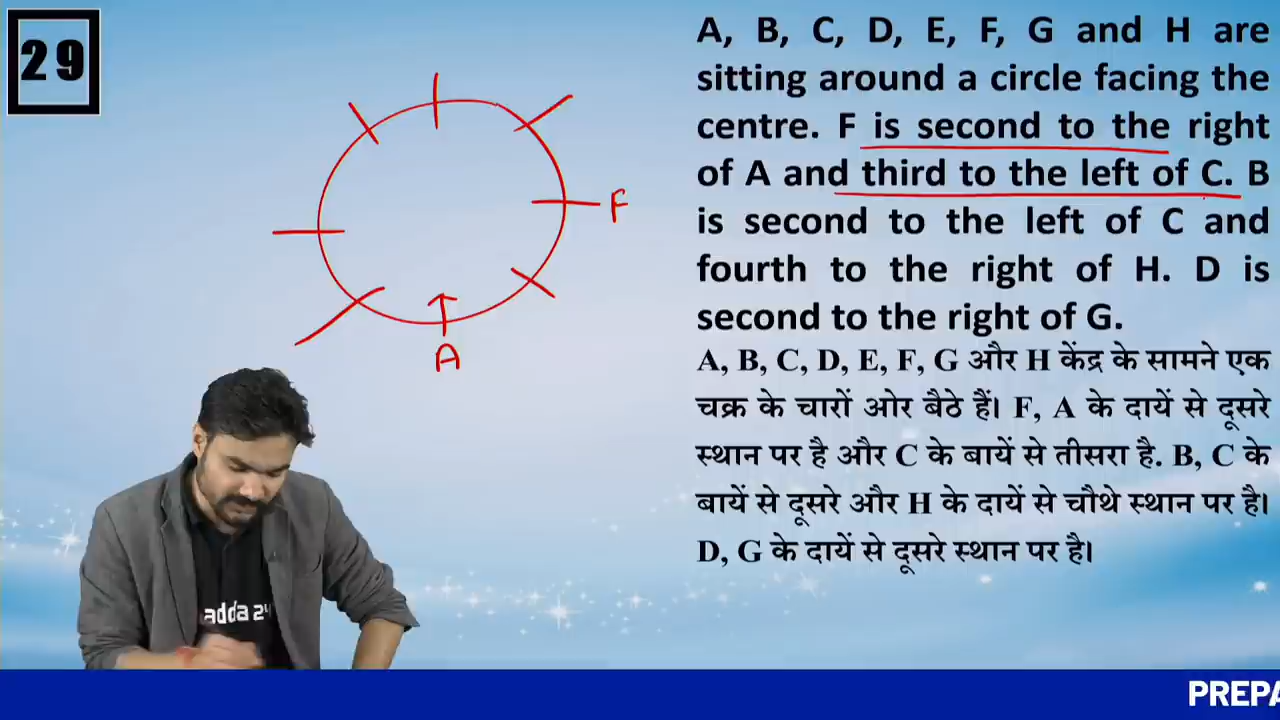 29
A, B, C, D, E, F, G and H are
sitting around a circle facing the
centre. F is second to the right
of A and third to the left of C. B
is second to the left of C and
fourth to the right of H. D is
second to the right of G.
A, B, C, D, E, F, G और H केंद्र के सामने एक
चक्र के चारों ओर बैठे हैं। F, A के दायें से दूसरे
स्थान पर है और C के बायें से तीसरा है. B, C के
बायें से दूसरे और H के दायें से चौथे स्थान पर है।
D, G के दायें से दूसरे स्थान पर है।
F
A
adda 24
PREPA